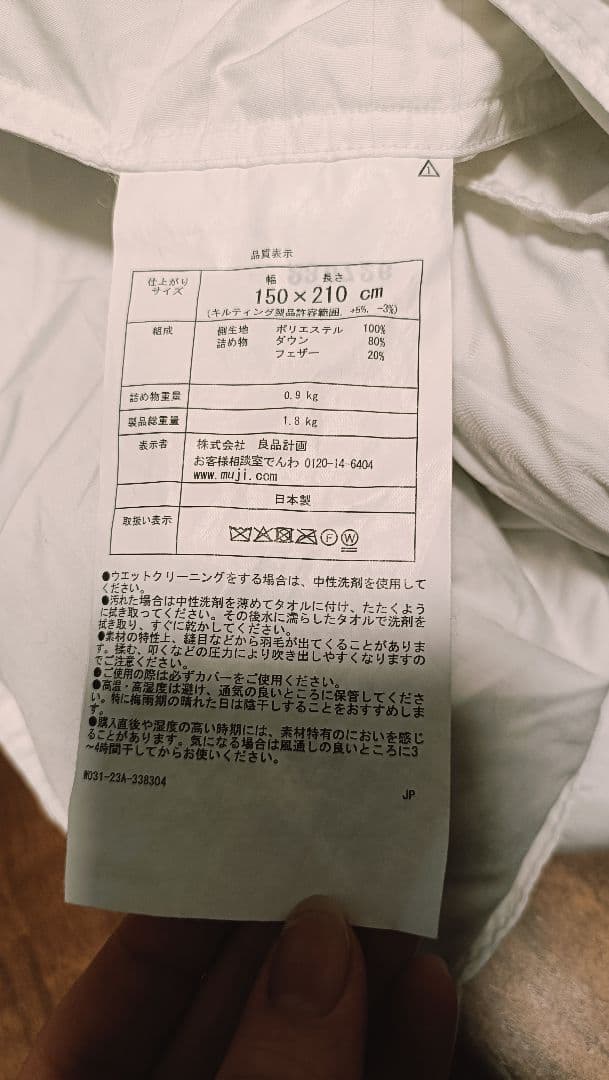 1
品質表示
仕上がり
サイズ
幅 長さ
150×210 cm
(キルティング製品許容範囲, +5%, -3%)
組成 側生地 ポリエステル 100%
詰め物 ダウン 80%
フェザー 20%
詰め物重量 0.9 kg
製品総重量 1.8 kg
表示者 株式会社 良品計画
お客様相談室でんわ 0120-14-6404
www.muji.com
日本製
取扱い表示 F W
●ウエットクリーニングをする場合は、中性洗剤を使用して
ください。
●汚れた場合は中性洗剤を薄めてタオルに付け、たたくよう
に拭き取ってください。その後水に濡らしたタオルで洗剤を
拭き取り、すぐに乾かしてください。
●素材の特性上、縫目などから羽毛が出てくることがありま
す。揉む、叩くなどの圧力により吹き出しやすくなりますの
でご注意ください。
●ご使用の際は必ずカバーをご使用ください。
●高温・高湿度は避け、通気の良いところに保管してくださ
い。特に梅雨期の晴れた日は陰干しすることをおすすめしま
す。
●購入直後や湿度の高い時期には、素材特有のにおいを感じ
ることがあります。気になる場合は風通しの良いところに3
～4時間干してからお使いください。
W031-23A-338304
JP